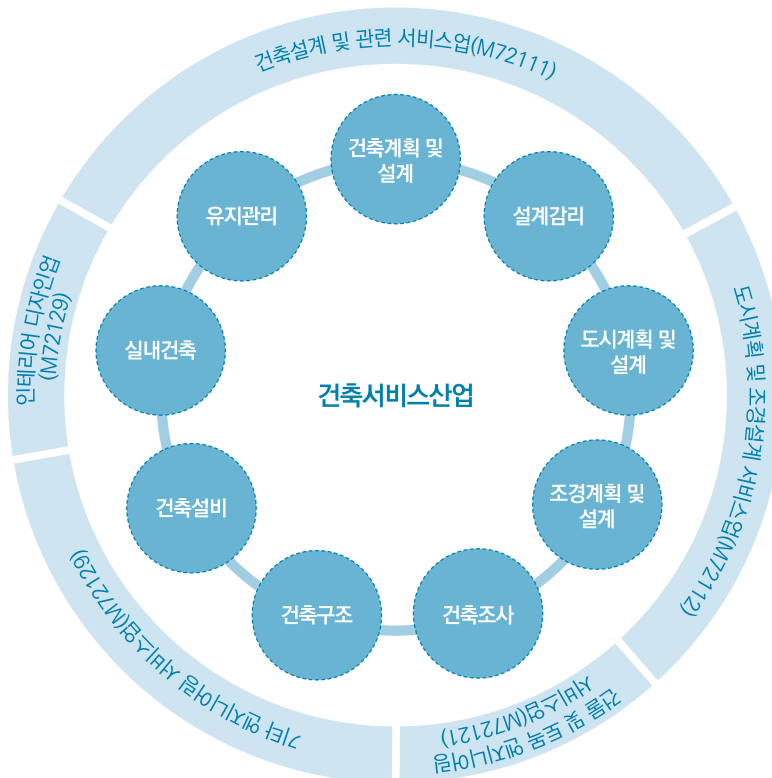 건축설계 및 관련 서비스업(M72111)
건축계획 및
설계
유지관리
설계감리
인테리어 디자인업
(M72129)
실내건축
도시계획 및
설계
도시계획 및 조경설계 서비스업(M72112)
건축서비스산업
건축설비
조경계획 및
설계
건축구조
건축조사
기타 엔지니어링 서비스업(M72129)
건물 및 토목 엔지니어링
서비스업(M72121)